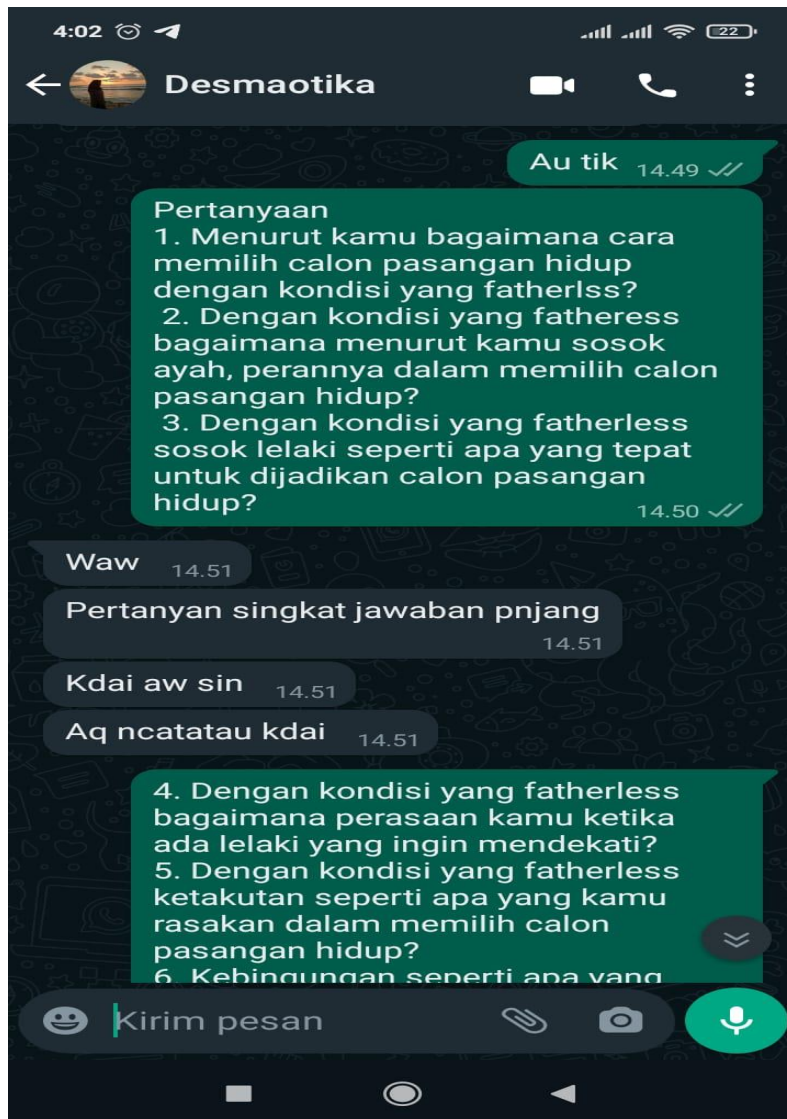 4:02
22
Desmaotika
Au tik 14.49
Pertanyaan
1. Menurut kamu bagaimana cara
memilih calon pasangan hidup
dengan kondisi yang fatherlss?
2. Dengan kondisi yang fatheress
bagaimana menurut kamu sosok
ayah, perannya dalam memilih calon
pasangan hidup?
3. Dengan kondisi yang fatherless
sosok lelaki seperti apa yang tepat
untuk dijadikan calon pasangan
hidup?
14.50
Waw 14.51
Pertanyan singkat jawaban pnjang
14.51
Kdai aw sin 14.51
Aq ncatatau kdai 14.51
4. Dengan kondisi yang fatherless
bagaimana perasaan kamu ketika
ada lelaki yang ingin mendekati?
5. Dengan kondisi yang fatherless
ketakutan seperti apa yang kamu
rasakan dalam memilih calon
pasangan hidup?
6. Kebingungan seperti apa yang
Kirim pesan